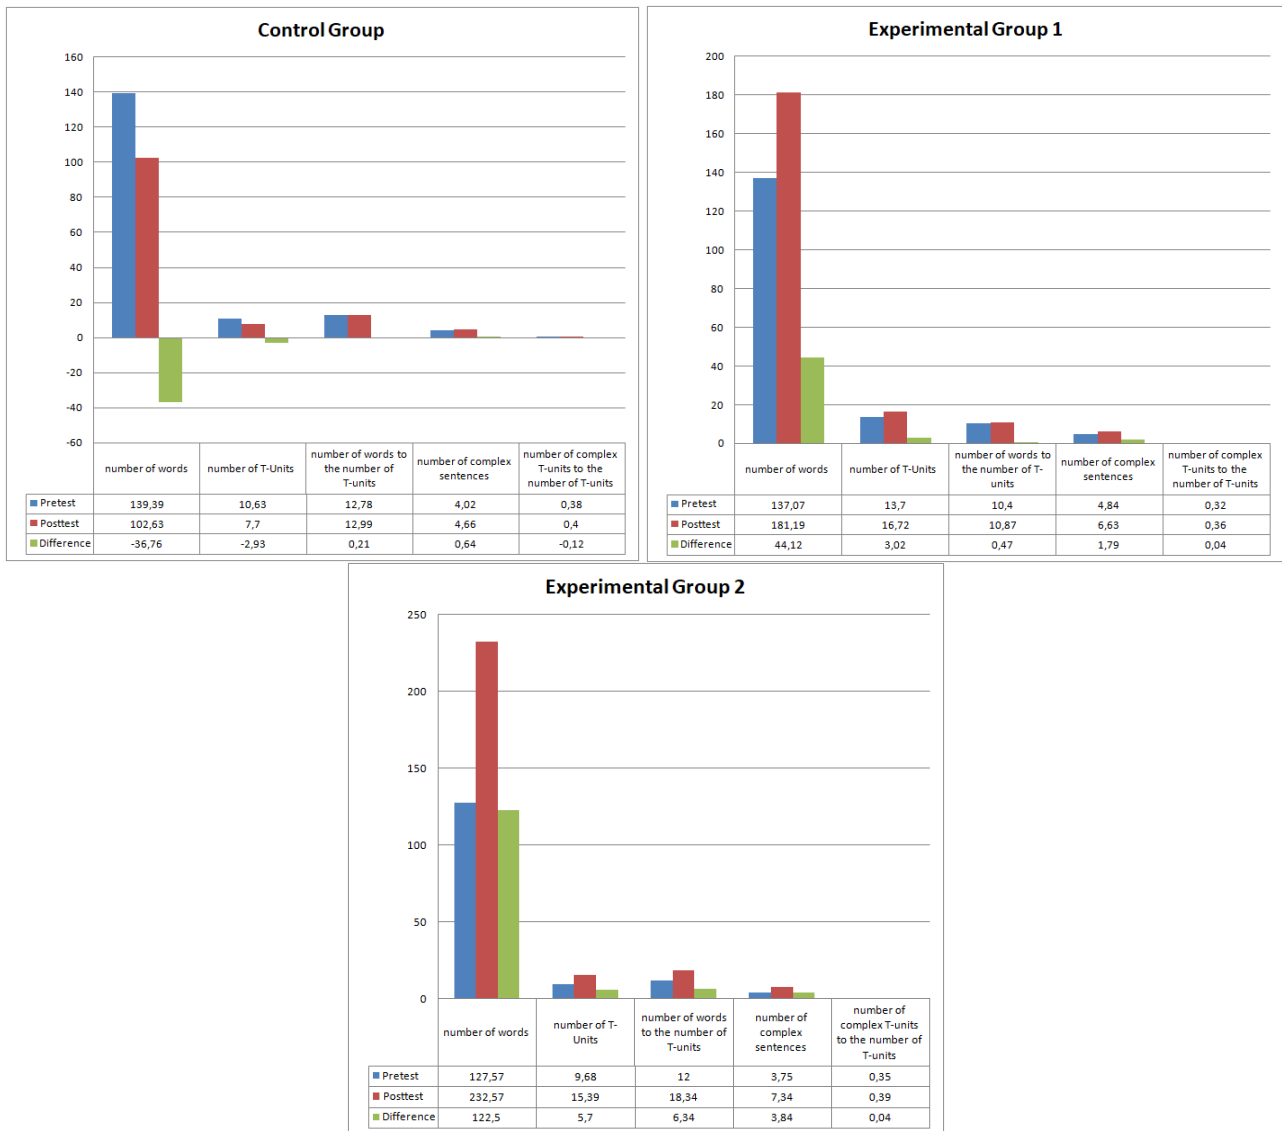 Control Group
160
140
120
100
80
60
40
20
0
-20
-40
-60
number of words
number of T-Units
number of words to
the number of
T-units
number of complex
sentences
number of complex
T-units to the
number of T-units
Pretest 139,39 10,63 12,78 4,02 0,38
Posttest 102,63 7,7 12,99 4,66 0,4
Difference -36,76 -2,93 0,21 0,64 -0,12
Experimental Group 1
200
180
160
140
120
100
80
60
40
20
0
number of words
number of T-Units
number of words to
the number of T-
units
number of complex
sentences
number of complex
T-units to the
number of T-units
Pretest 137,07 13,7 10,4 4,84 0,32
Posttest 181,19 16,72 10,87 6,63 0,36
Difference 44,12 3,02 0,47 1,79 0,04
Experimental Group 2
250
200
150
100
50
0
number of words
number of T-
Units
number of words
to the number of
T-units
number of
complex
sentences
number of
complex T-units
to the number of
T-units
Pretest 127,57 9,68 12 3,75 0,35
Posttest 232,57 15,39 18,34 7,34 0,39
Difference 122,5 5,7 6,34 3,84 0,04